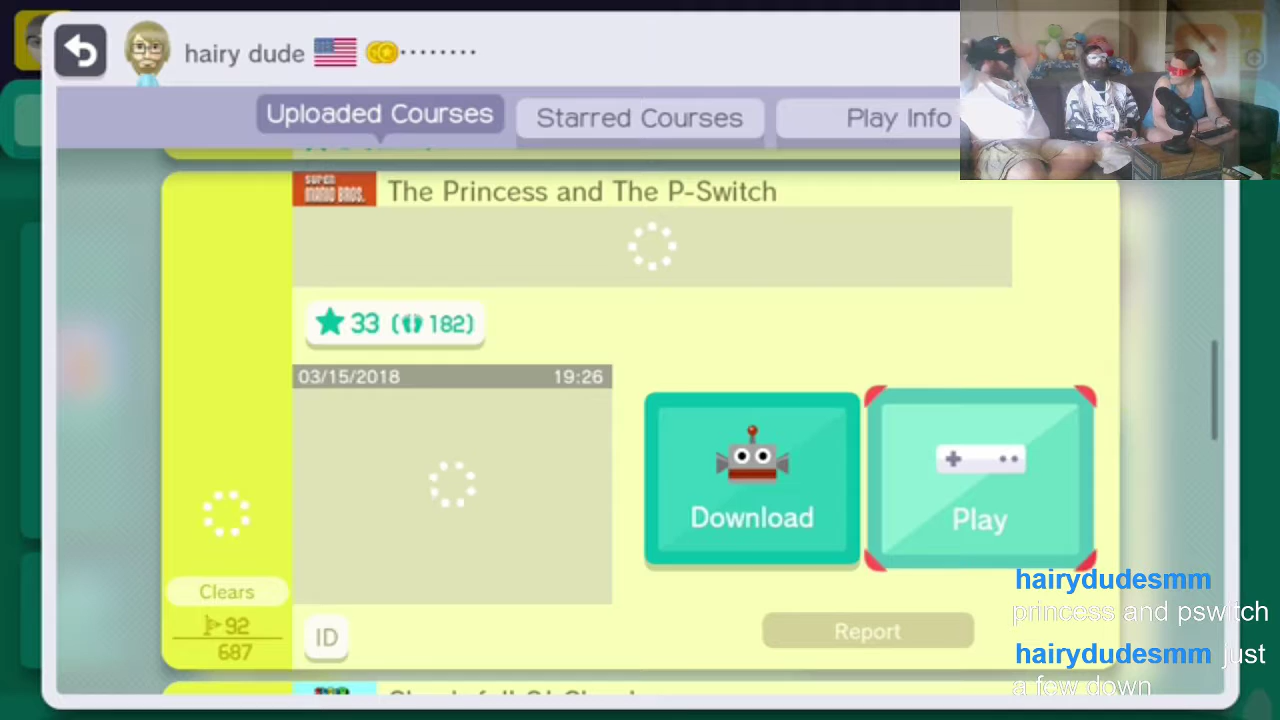 hairy dude ········
Uploaded Courses
Starred Courses
Play Info
SUPER
MARIO BROS.
The Princess and The P-Switch
33 (182)
03/15/2018 19:26
Download
Play
Clears
92
687
ID
Report
hairydudesmm
princess and pswitch
hairydudesmm just
a few down